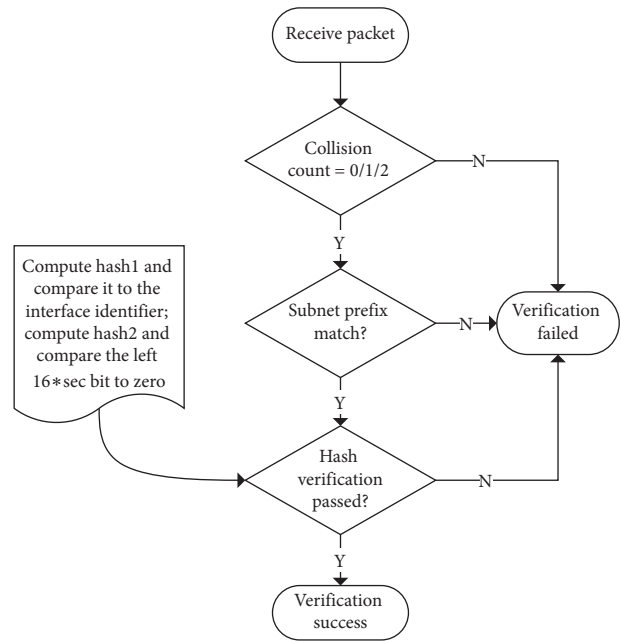 Receive packet
Collision
count = 0/1/2
N
Y
Compute hash1 and
compare it to the
interface identifier;
compute hash2 and
compare the left
16*sec bit to zero
Subnet prefix
match?
N
Verification
failed
Y
Hash
verification
passed?
N
Y
Verification
success